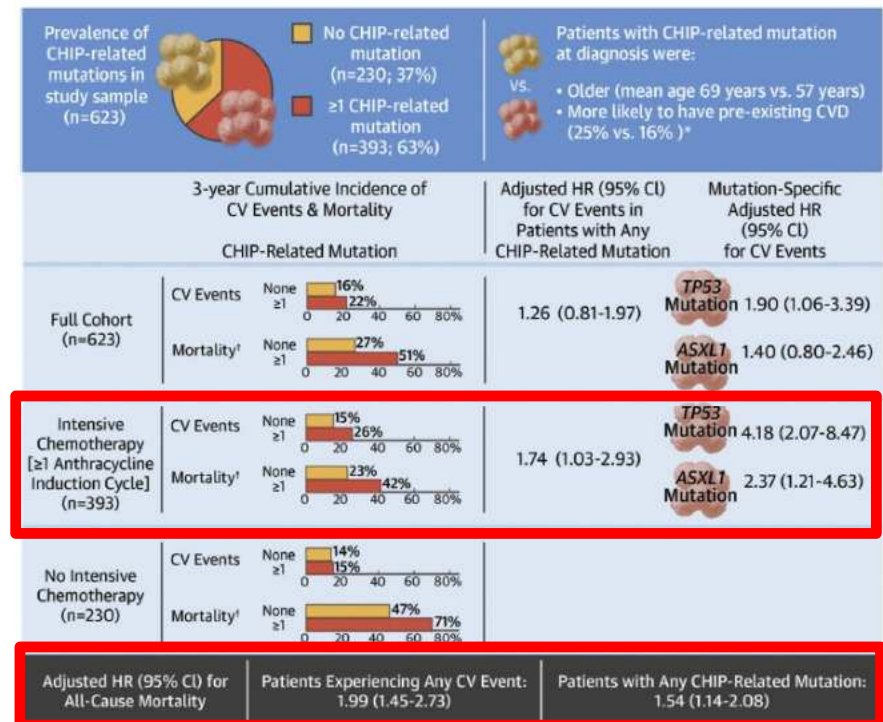 Prevalence of
CHIP-related
mutations in
study sample
(n=623)
No CHIP-related
mutation
(n=230; 37%)
≥1 CHIP-related
mutation
(n=393; 63%)
vs.
Patients with CHIP-related mutation
at diagnosis were:
• Older (mean age 69 years vs. 57 years)
• More likely to have pre-existing CVD
(25% vs. 16% )*
3-year Cumulative Incidence of
CV Events & Mortality
CHIP-Related Mutation
Adjusted HR (95% CI)
for CV Events in
Patients with Any
CHIP-Related Mutation
Mutation-Specific
Adjusted HR
(95% CI)
for CV Events
Full Cohort
(n=623)
CV Events
None 16%
≥1 22%
0 20 40 60 80%
Mortality†
None 27%
≥1 51%
0 20 40 60 80%
1.26 (0.81-1.97)
TP53
Mutation 1.90 (1.06-3.39)
ASXL1
Mutation 1.40 (0.80-2.46)
Intensive
Chemotherapy
[≥1 Anthracycline
Induction Cycle]
(n=393)
CV Events
None 15%
≥1 26%
0 20 40 60 80%
Mortality†
None 23%
≥1 42%
0 20 40 60 80%
1.74 (1.03-2.93)
TP53
Mutation 4.18 (2.07-8.47)
ASXL1
Mutation 2.37 (1.21-4.63)
No Intensive
Chemotherapy
(n=230)
CV Events
None 14%
≥1 15%
0 20 40 60 80%
Mortality†
None 47%
≥1 71%
0 20 40 60 80%
Adjusted HR (95% CI) for
All-Cause Mortality
Patients Experiencing Any CV Event:
1.99 (1.45-2.73)
Patients with Any CHIP-Related Mutation:
1.54 (1.14-2.08)